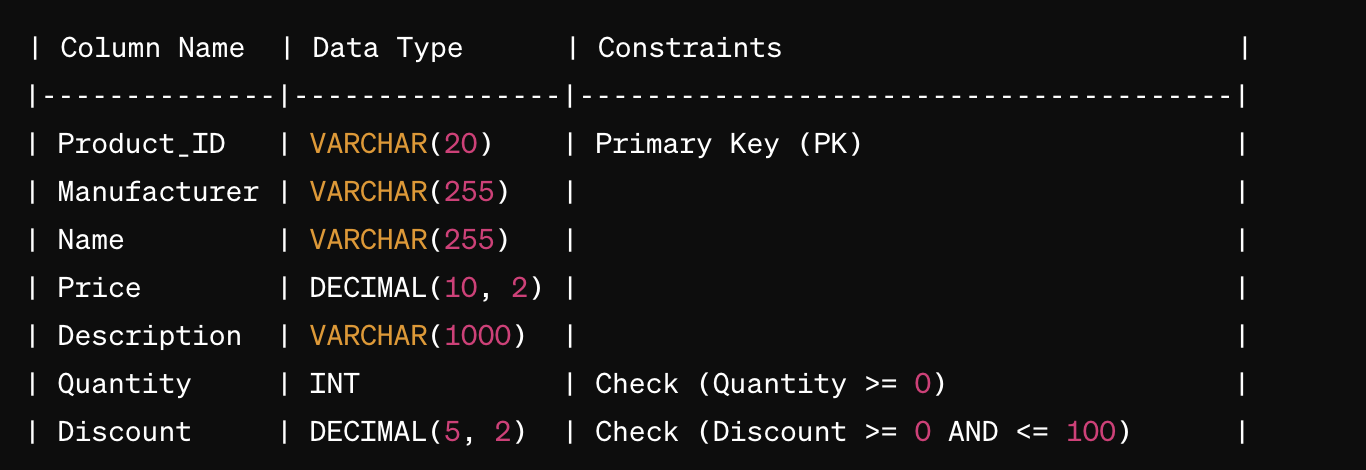 | Column Name  | Data Type      | Constraints                           |
|--------------|----------------|---------------------------------------|
| Product_ID   | VARCHAR(20)    | Primary Key (PK)                      |
| Manufacturer | VARCHAR(255)   |                                       |
| Name         | VARCHAR(255)   |                                       |
| Price        | DECIMAL(10, 2) |                                       |
| Description  | VARCHAR(1000)  |                                       |
| Quantity     | INT            | Check (Quantity >= 0)                 |
| Discount     | DECIMAL(5, 2)  | Check (Discount >= 0 AND <= 100)      |